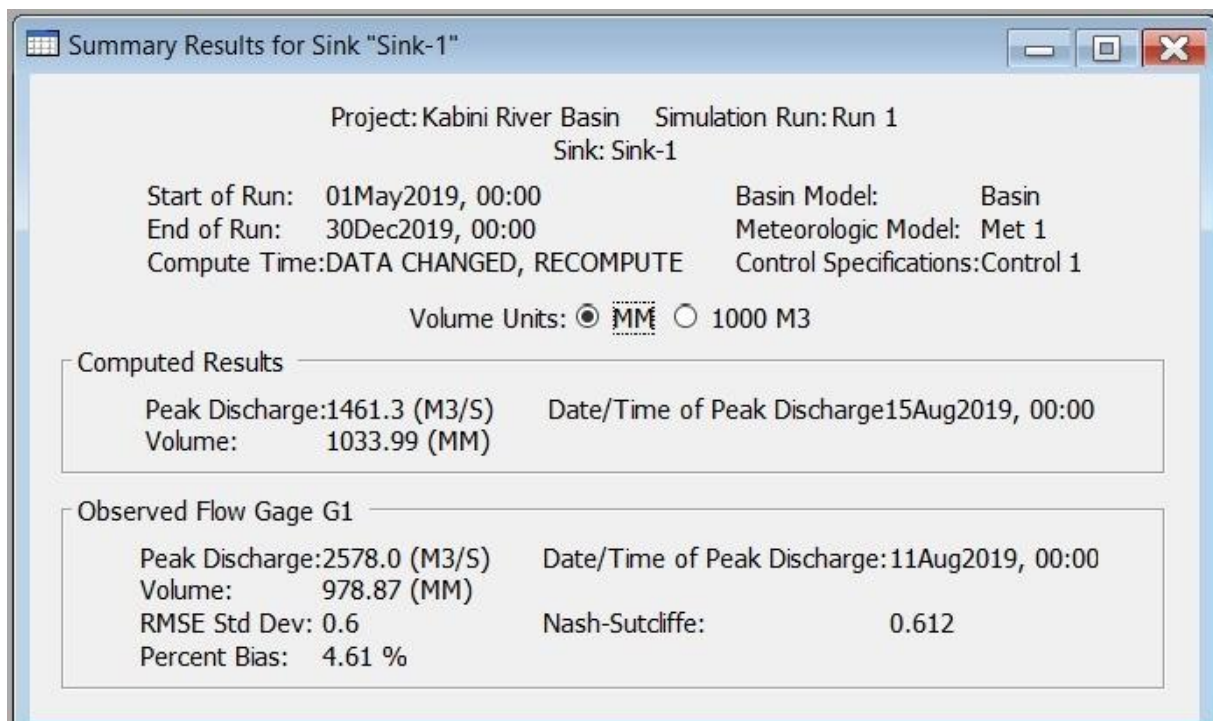 Summary Results for Sink "Sink-1"
Project: Kabini River Basin Simulation Run: Run 1
Sink: Sink-1
Start of Run: 01May2019, 00:00 Basin Model: Basin
End of Run: 30Dec2019, 00:00 Meteorologic Model: Met 1
Compute Time:DATA CHANGED, RECOMPUTE Control Specifications:Control 1
Volume Units: MM 1000 M3
Computed Results
Peak Discharge:1461.3 (M3/S) Date/Time of Peak Discharge15Aug2019, 00:00
Volume: 1033.99 (MM)
Observed Flow Gage G1
Peak Discharge:2578.0 (M3/S) Date/Time of Peak Discharge:11Aug2019, 00:00
Volume: 978.87 (MM)
RMSE Std Dev: 0.6 Nash-Sutcliffe: 0.612
Percent Bias: 4.61 %